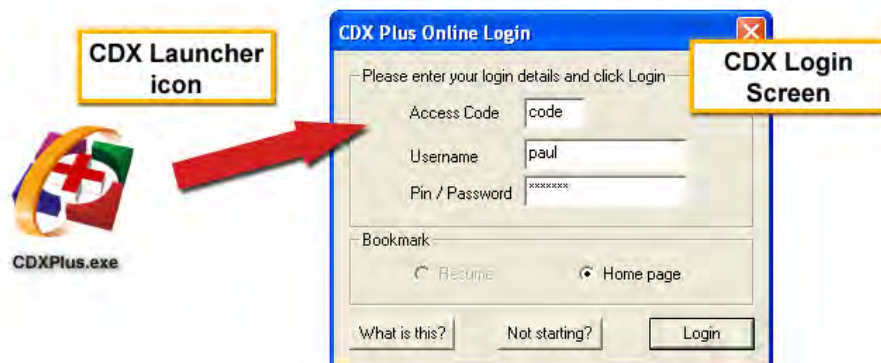 CDX Launcher
icon
CDXPlus.exe
CDX Plus Online Login
CDX Login
Screen
Please enter your login details and click Login
Access Code code
Username paul
Pin / Password xxxxxxx
Bookmark
Resume Home page
What is this? Not starting? Login